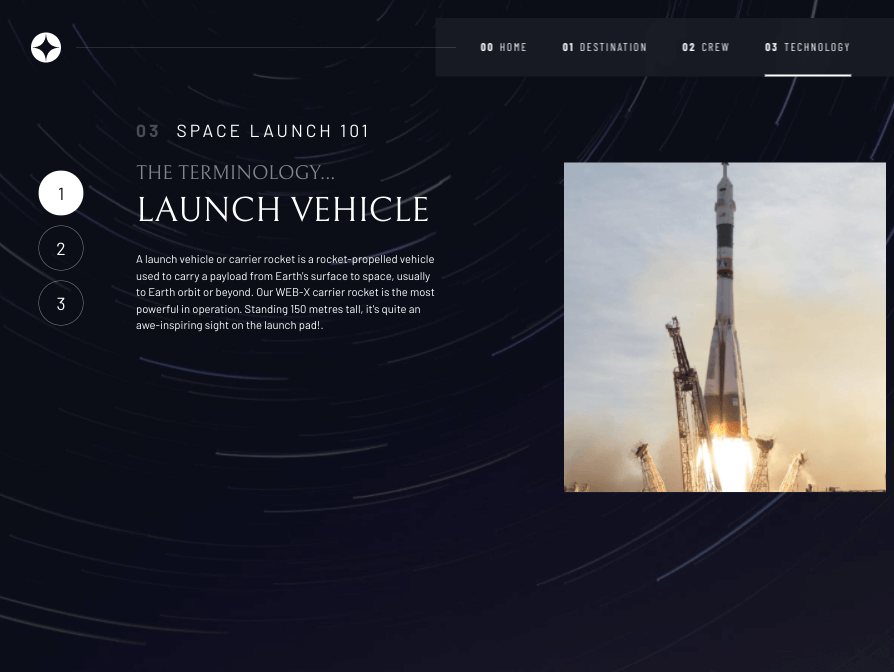 00 HOME 01 DESTINATION 02 CREW 03 TECHNOLOGY
03 SPACE LAUNCH 101
THE TERMINOLOGY...
LAUNCH VEHICLE
1
2
3
A launch vehicle or carrier rocket is a rocket-propelled vehicle
used to carry a payload from Earth's surface to space, usually
to Earth orbit or beyond. Our WEB-X carrier rocket is the most
powerful in operation. Standing 150 metres tall, it's quite an
awe-inspiring sight on the launch pad!.